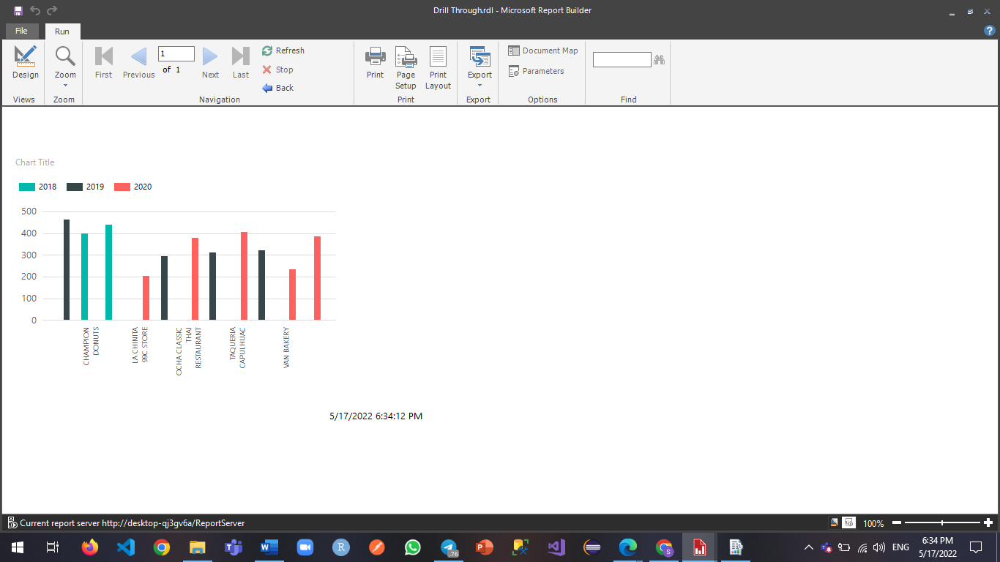 Drill Through.rdl - Microsoft Report Builder
File
Run
Design
Views
Zoom
Zoom
First
Previous
1
of 1
Next
Last
Refresh
Stop
Back
Navigation
Print
Page Setup
Print Layout
Print
Export
Export
Document Map
Parameters
Options
Find
Chart Title
2018 2019 2020
500
400
300
200
100
0
CHAMPION
DONUTS
LA CHINITA
99C STORE
OCHA CLASSIC
THAI
RESTAURANT
TAQUERIA
CAPULHUAC
VAN BAKERY
5/17/2022 6:34:12 PM
Current report server http://desktop-qj3gv6a/ReportServer
100%
76
ENG
6:34 PM
5/17/2022